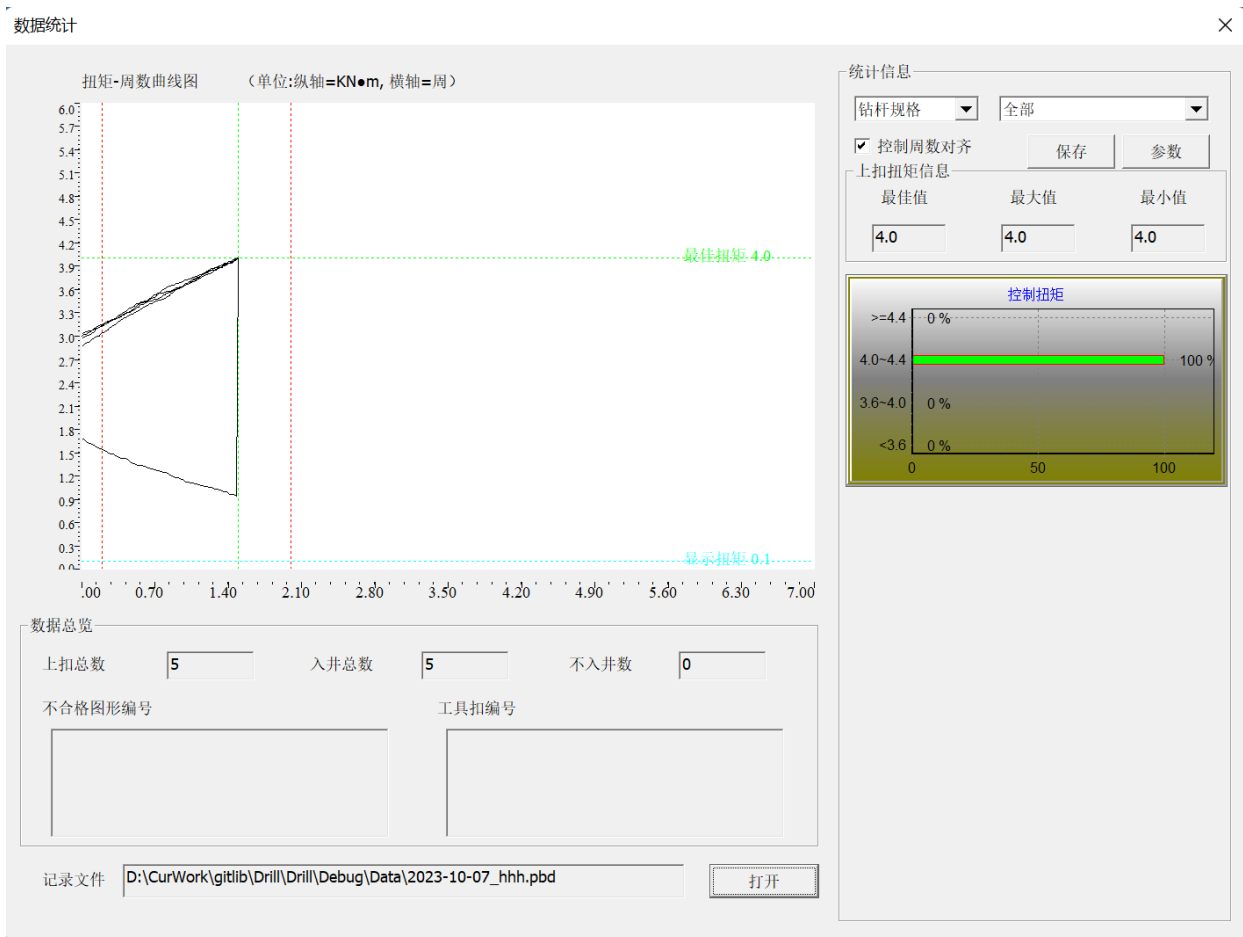 数据统计
扭矩-周数曲线图 （单位:纵轴=KN●m, 横轴=周）
6.0
5.7
5.4
5.1
4.8
4.5
4.2
3.9
3.6
3.3
3.0
2.7
2.4
2.1
1.8
1.5
1.2
0.9
0.6
0.3
0.0
最佳扭矩 4.0
显示扭矩 0.1
.00 0.70 1.40 2.10 2.80 3.50 4.20 4.90 5.60 6.30 7.00
数据总览
上扣总数 5 入井总数 5 不入井数 0
不合格图形编号 工具扣编号
记录文件 D:\CurWork\gitlib\Drill\Drill\Debug\Data\2023-10-07_hhh.pbd 打开
统计信息
钻杆规格 全部
控制周数对齐 保存 参数
上扣扭矩信息
最佳值 最大值 最小值
4.0 4.0 4.0
控制扭矩
>=4.4 0 %
4.0~4.4 100 %
3.6~4.0 0 %
<3.6 0 %
0 50 100